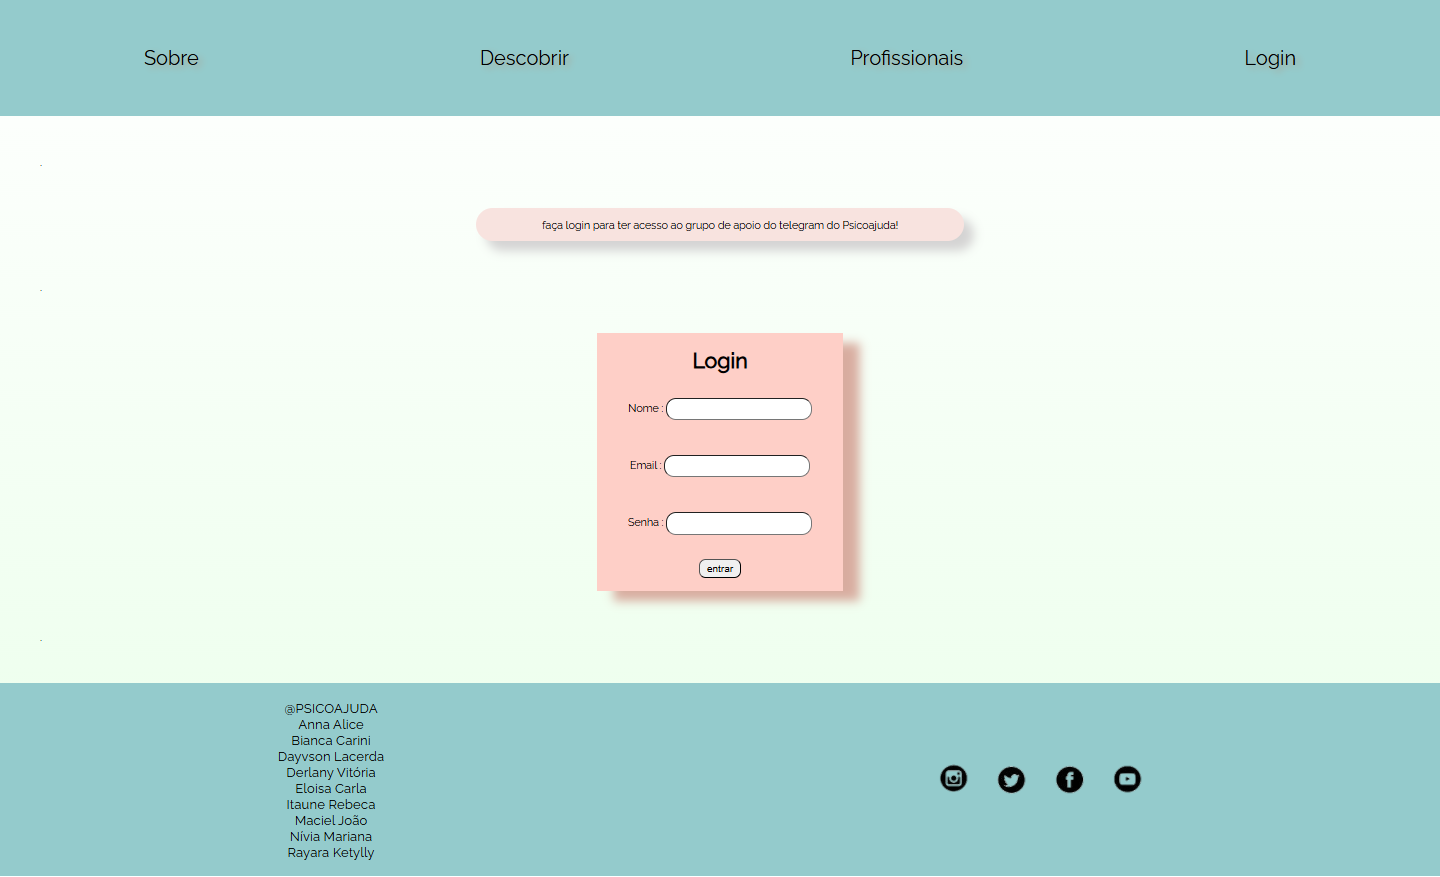 Sobre
Descobrir
Profissionais
Login
faça login para ter acesso ao grupo de apoio do telegram do Psicoajuda!
Login
Nome :
Email :
Senha :
entrar
@PSICOAJUDA
Anna Alice
Bianca Carini
Dayvson Lacerda
Derlany Vitória
Eloisa Carla
Itaune Rebeca
Maciel João
Nívia Mariana
Rayara Ketylly